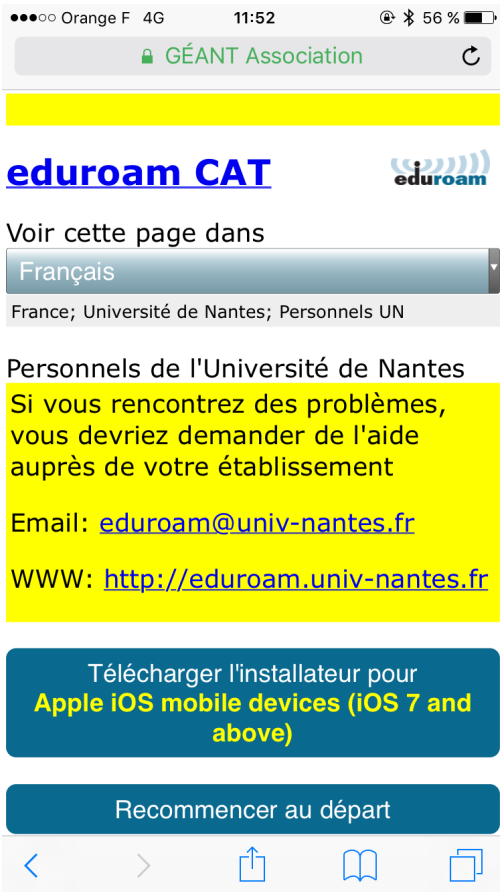 Orange F 4G 11:52 56 %
GÉANT Association
eduroam CAT
eduroam
Voir cette page dans
Français
France; Université de Nantes; Personnels UN
Personnels de l'Université de Nantes
Si vous rencontrez des problèmes,
vous devriez demander de l'aide
auprès de votre établissement
Email: eduroam@univ-nantes.fr
WWW: http://eduroam.univ-nantes.fr
Télécharger l'installateur pour
Apple iOS mobile devices (iOS 7 and
above)
Recommencer au départ